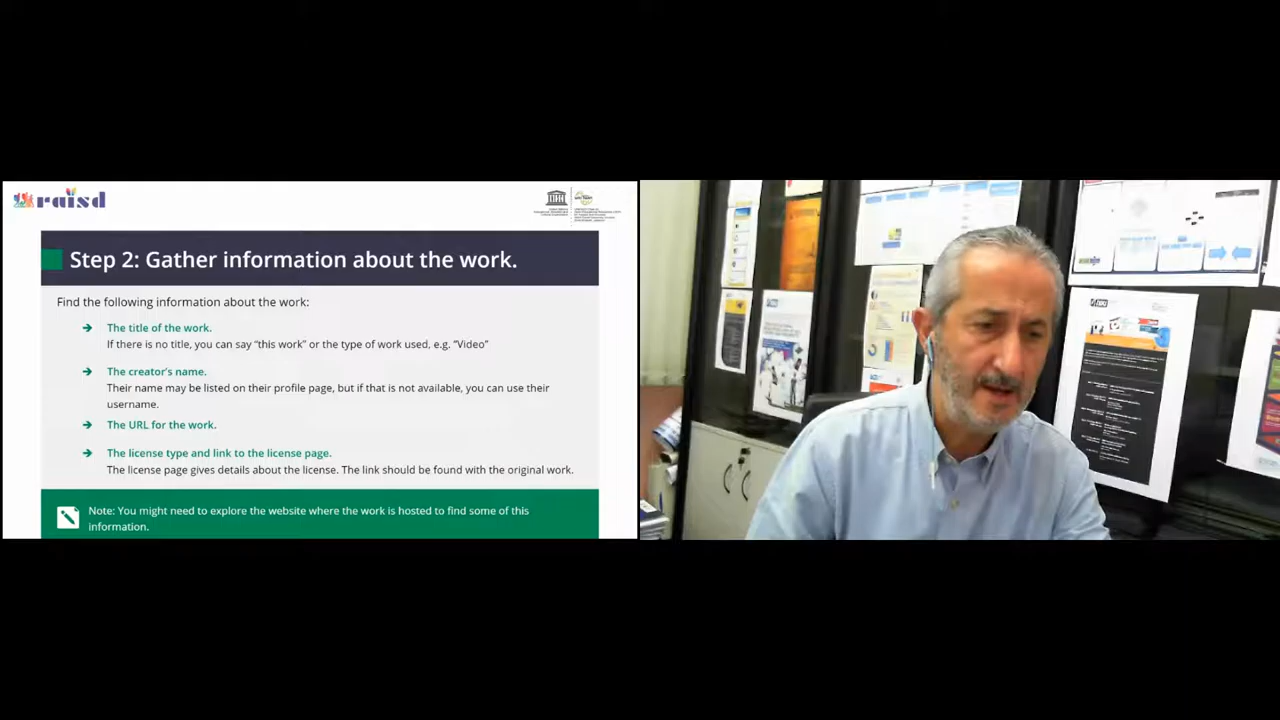 raisd
Step 2: Gather information about the work.
Find the following information about the work:
The title of the work.
If there is no title, you can say “this work” or the type of work used, e.g. “Video”
The creator's name.
Their name may be listed on their profile page, but if that is not available, you can use their
username.
The URL for the work.
The license type and link to the license page.
The license page gives details about the license. The link should be found with the original work.
Note: You might need to explore the website where the work is hosted to find some of this
information.